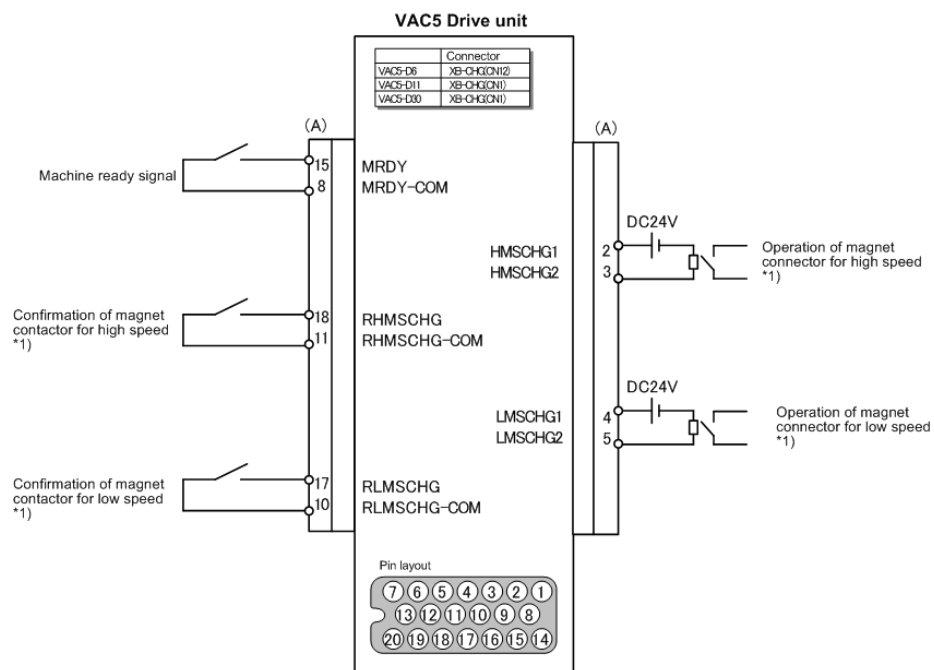 VAC5 Drive unit
Connector
VAC5-D6 XB-CHG(CN12)
VAC5-D11 XB-CHG(CN1)
VAC5-D30 XB-CHG(CN1)
(A)
(A)
Machine ready signal
15 MRDY
8 MRDY-COM
DC24V
HMSCHG1 2
HMSCHG2 3
Operation of magnet
connector for high speed
*1)
Confirmation of magnet
contactor for high speed
*1)
18 RHMSCHG
11 RHMSCHG-COM
DC24V
LMSCHG1 4
LMSCHG2 5
Operation of magnet
connector for low speed
*1)
Confirmation of magnet
contactor for low speed
*1)
17 RLMSCHG
10 RLMSCHG-COM
Pin layout
7 6 5 4 3 2 1
13 12 11 10 9 8
20 19 18 17 16 15 14